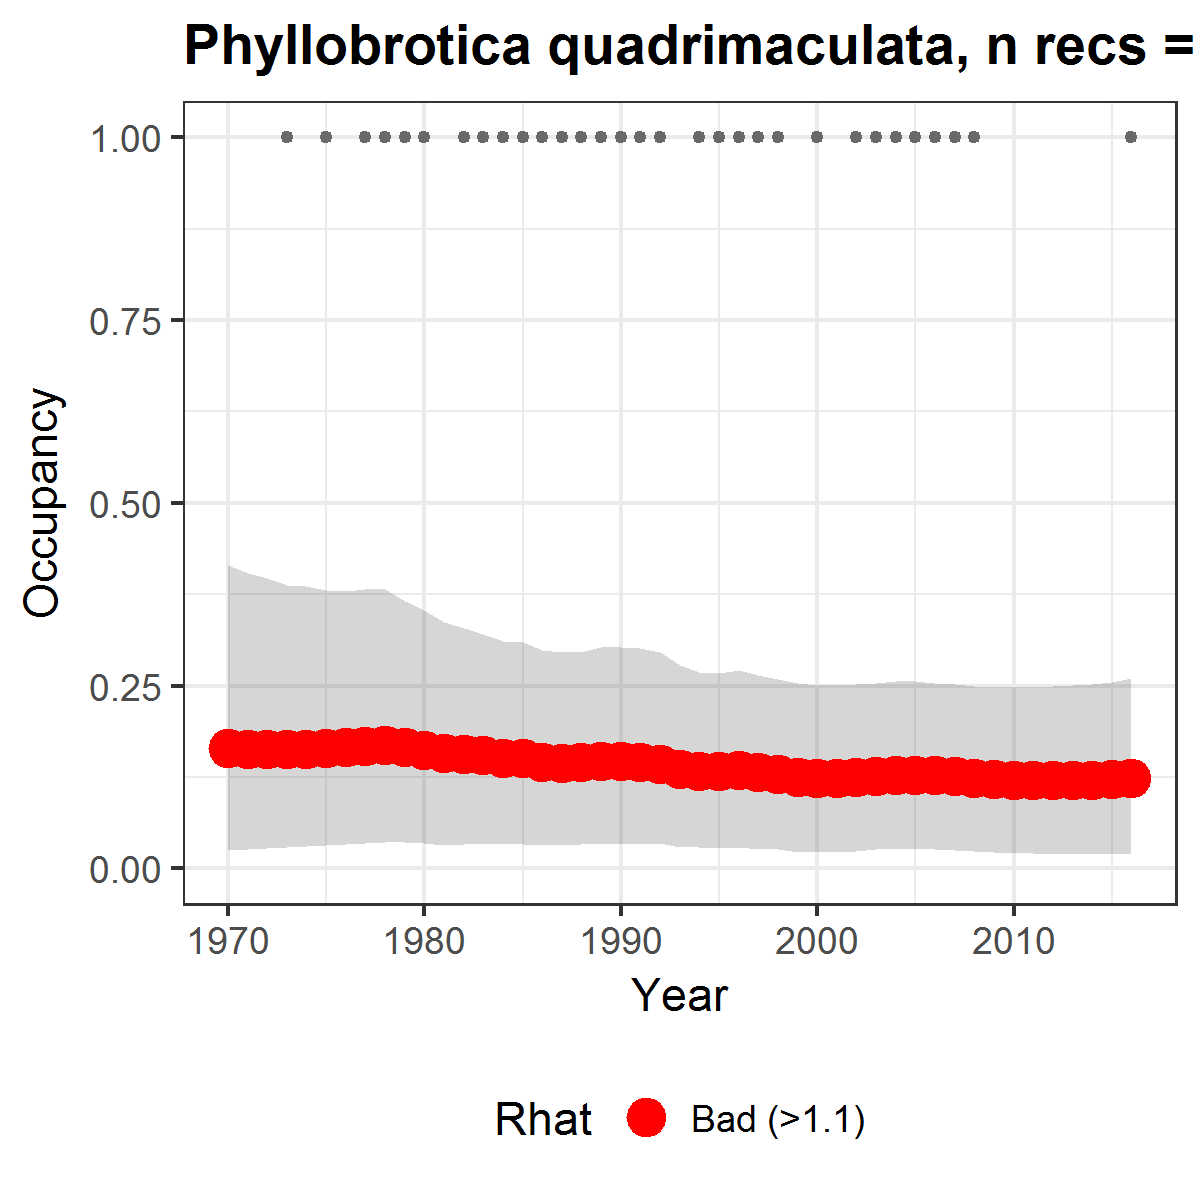 Phyllobrotica quadrimaculata, n recs =
1.00
0.75
0.50
0.25
0.00
Occupancy
1970 1980 1990 2000 2010
Year
Rhat Bad (>1.1)